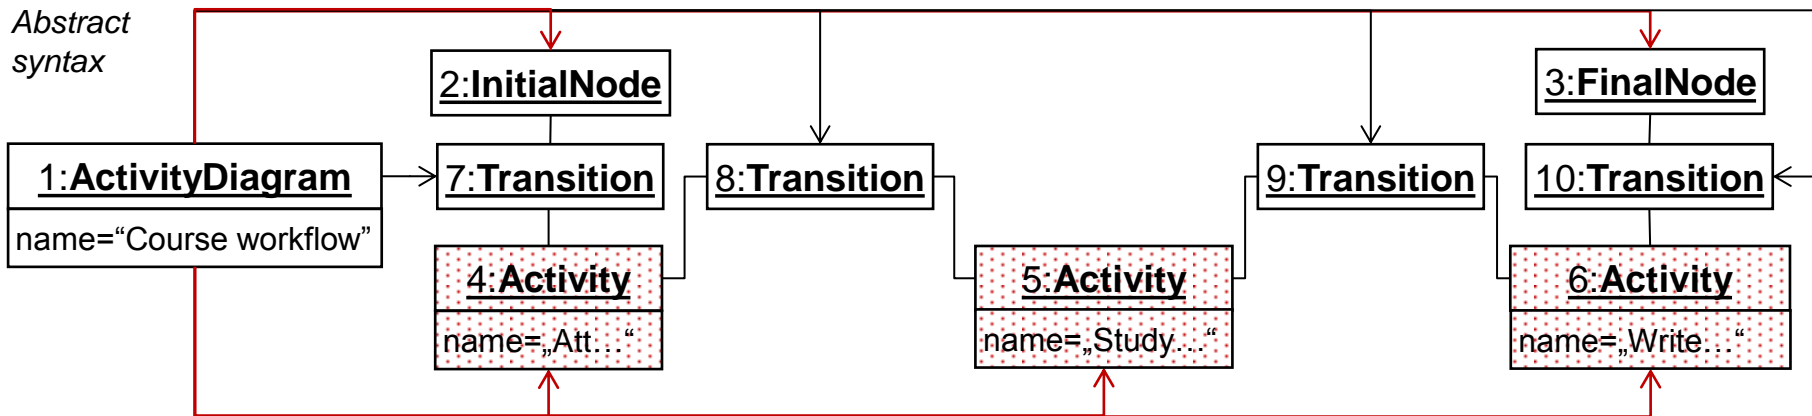 Abstract
syntax
2:InitialNode
3:FinalNode
1:ActivityDiagram
7:Transition
8:Transition
9:Transition
10:Transition
name=“Course workflow”
4:Activity
5:Activity
6:Activity
name=„Att…“
name=„Study…“
name=„Write…“